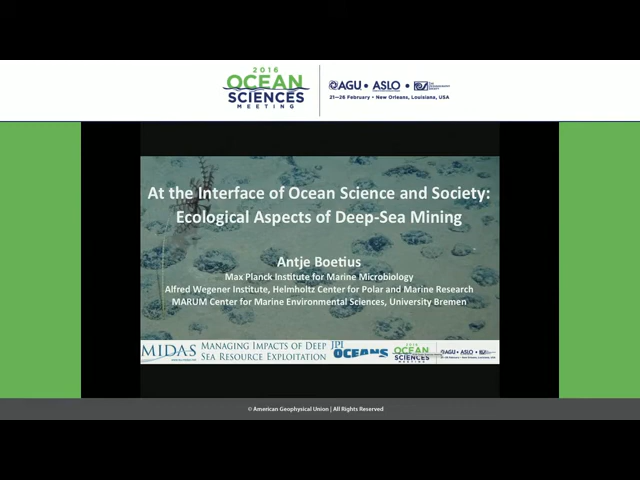 2016
OCEAN
SCIENCES
MEETING
AGU • ASLO •
21–26 February • New Orleans, Louisiana, USA
At the Interface of Ocean Science and Society:
Ecological Aspects of Deep-Sea Mining
Antje Boetius
Max Planck Institute for Marine Microbiology
Alfred Wegener Institute, Helmholtz Center for Polar and Marine Research
MARUM Center for Marine Environmental Sciences, University Bremen
MIDAS
MANAGING IMPACTS OF DEEP
SEA RESOURCE EXPLOITATION
JPI
OCEANS
2016
OCEAN
SCIENCES
MEETING
AGU • ASLO •
© American Geophysical Union | All Rights Reserved